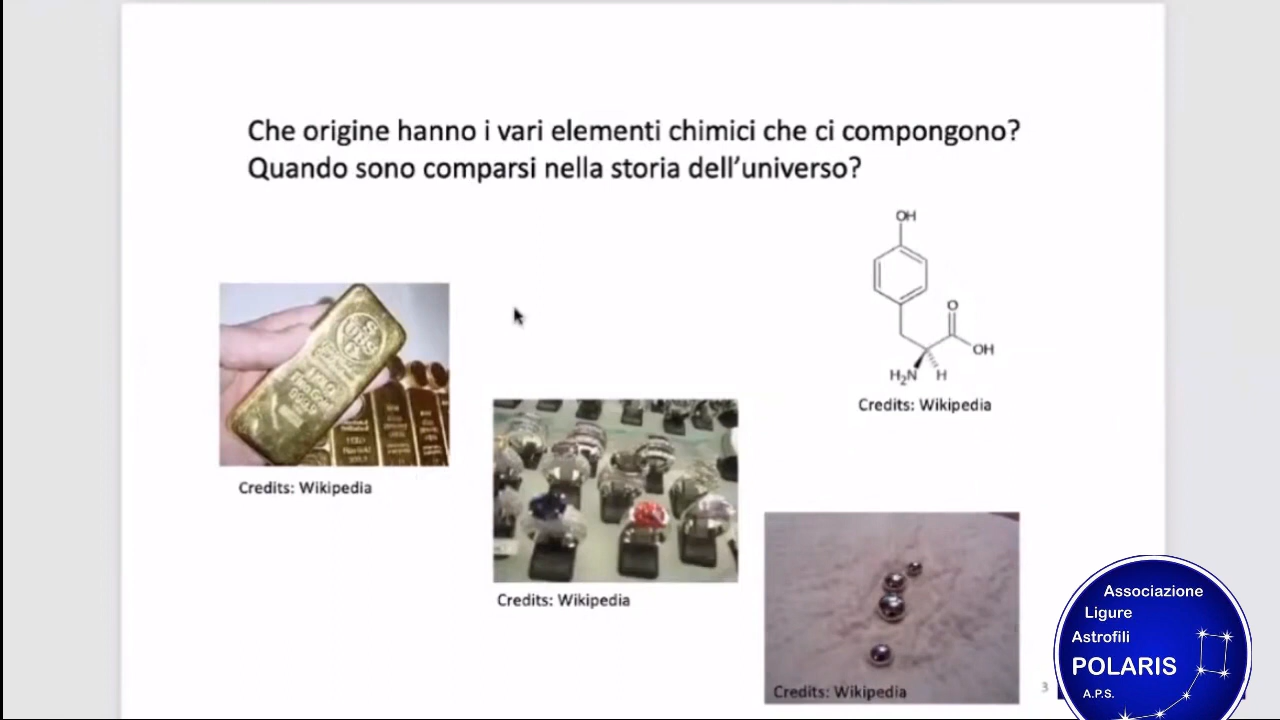 Che origine hanno i vari elementi chimici che ci compongono?
Quando sono comparsi nella storia dell'universo?
OH
O
OH
H₂N H
Credits: Wikipedia
Credits: Wikipedia
Credits: Wikipedia
Credits: Wikipedia
3
Associazione
Ligure
Astrofili
POLARIS
A.P.S.